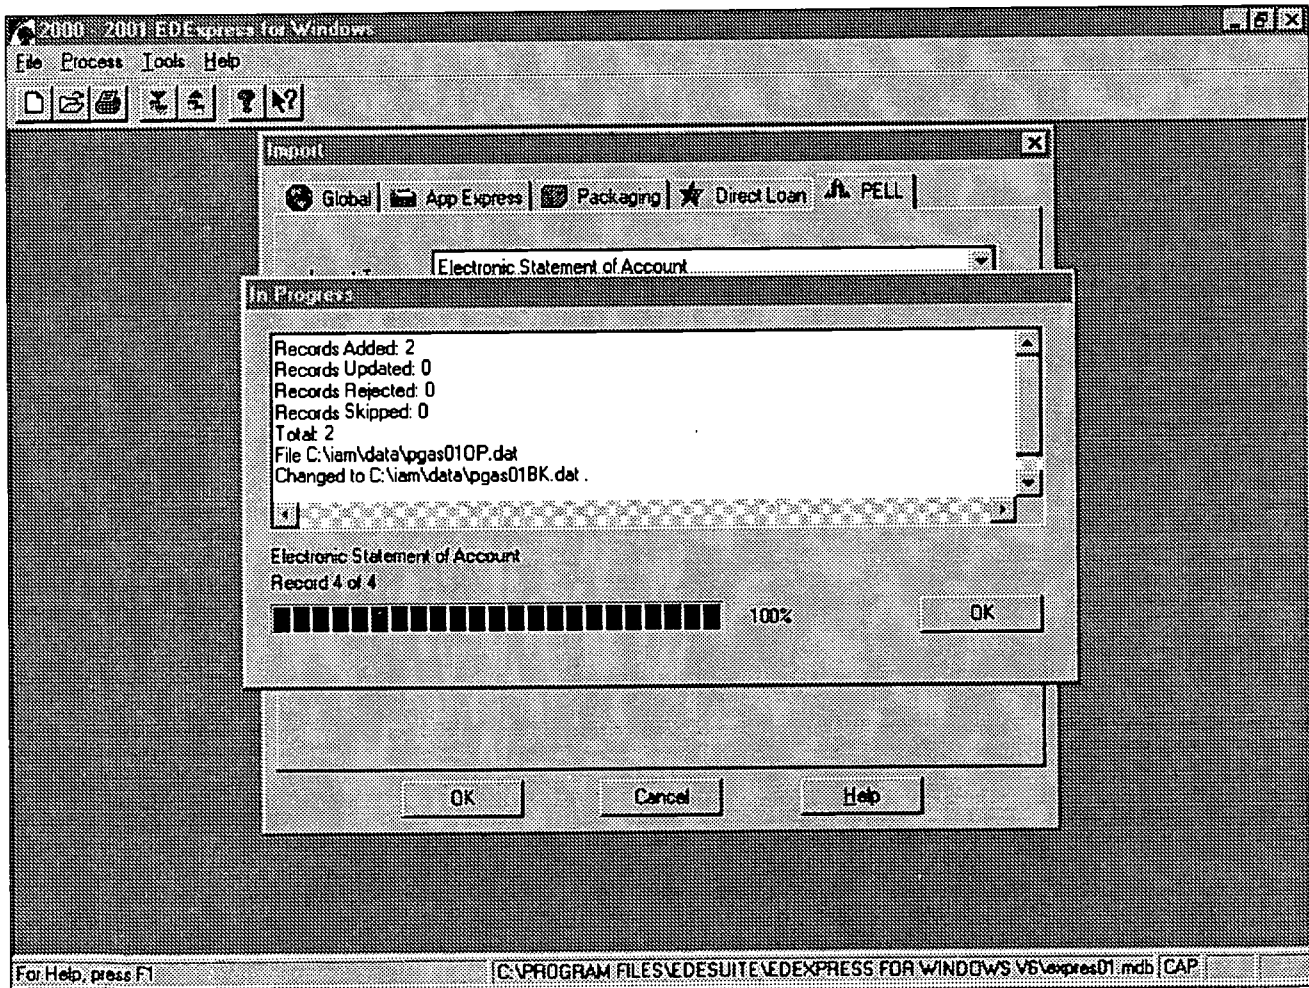 2000 - 2001 EDExpress for Windows
File Process Tools Help
Import
Global App Express Packaging Direct Loan PELL
Electronic Statement of Account
In Progress
Records Added: 2
Records Updated: 0
Records Rejected: 0
Records Skipped: 0
Total: 2
File C:\iam\data\pgas01OP.dat
Changed to C:\iam\data\pgas01BK.dat .
Electronic Statement of Account
Record 4 of 4
100%
OK
OK Cancel Help
For Help, press F1
C:\PROGRAM FILES\EDESUITE\EDEXPRESS FOR WINDOWS V6\expres01.mdb CAP